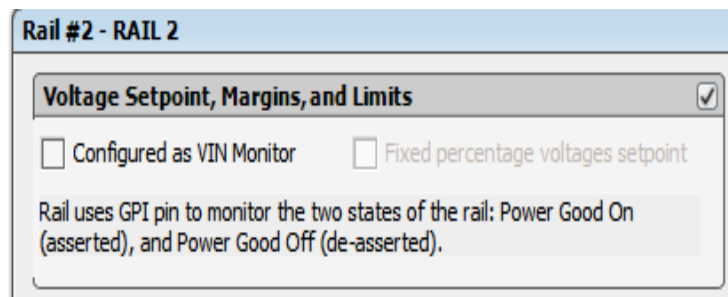 Rail #2 - RAIL 2
Voltage Setpoint, Margins, and Limits
Configured as VIN Monitor
Fixed percentage voltages setpoint
Rail uses GPI pin to monitor the two states of the rail: Power Good On
(asserted), and Power Good Off (de-asserted).